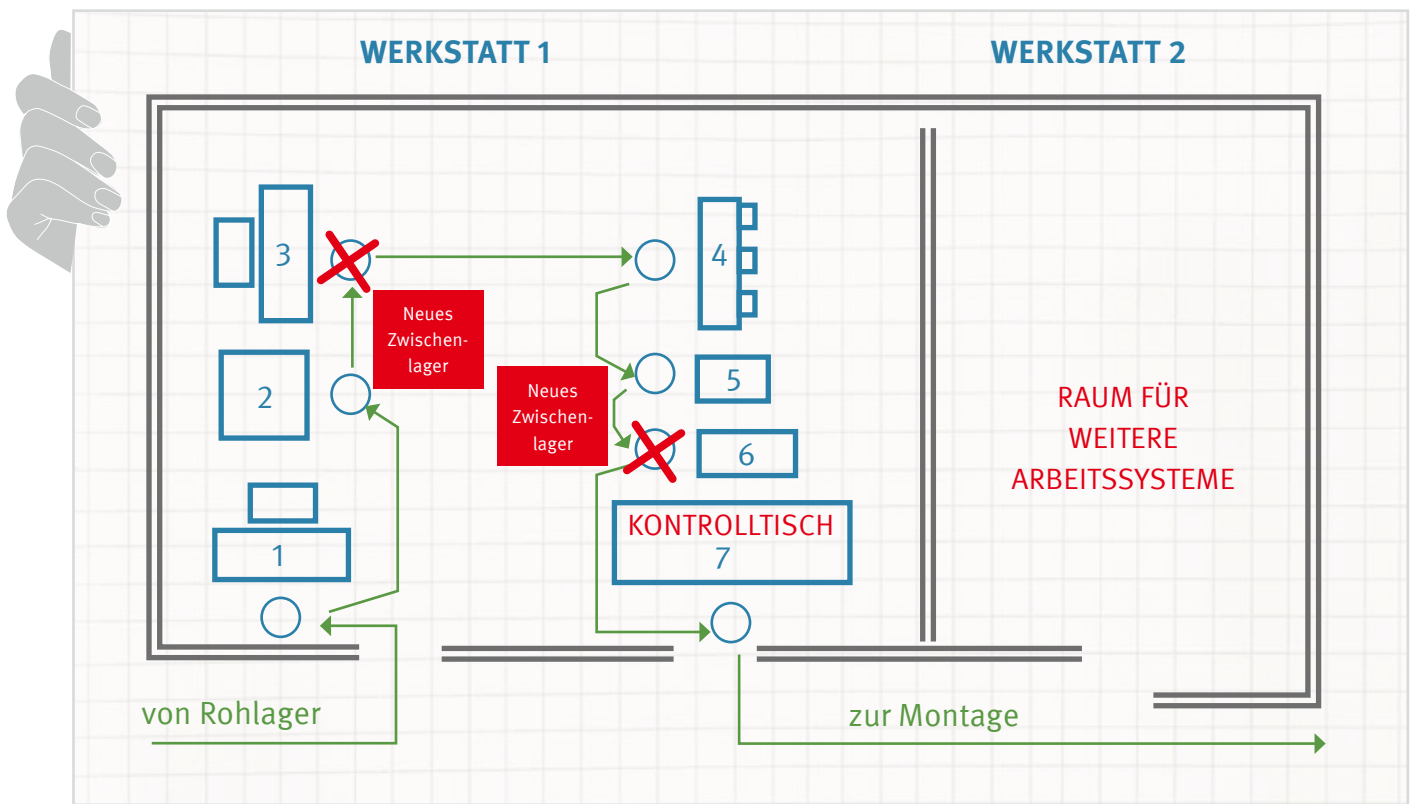 WERKSTATT 1
WERKSTATT 2
3
4
Neues
Zwischen-
lager
2
5
Neues
Zwischen-
lager
6
RAUM FÜR
WEITERE
ARBEITSSYSTEME
1
KONTROLLTISCH
7
von Rohlager
zur Montage